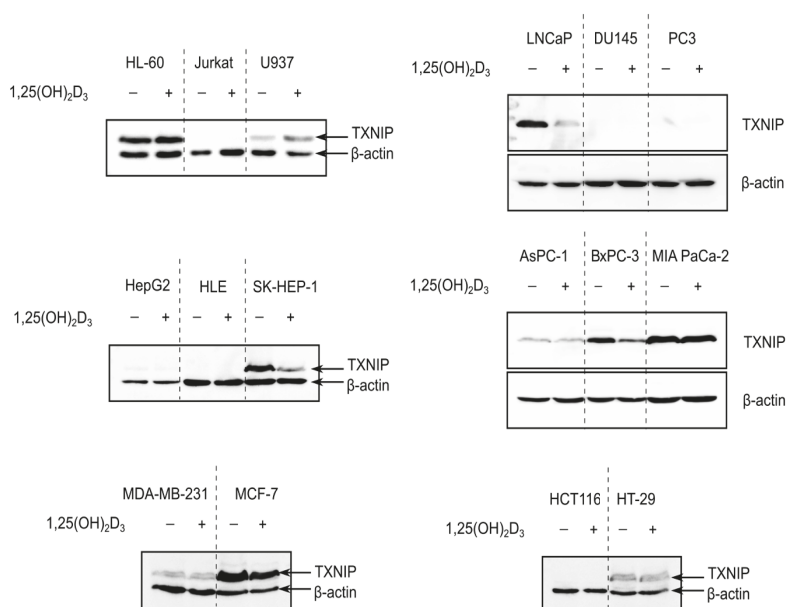 HL-60 Jurkat U937
1,25(OH)₂D₃ – + – + – +
TXNIP
β-actin
LNCaP DU145 PC3
1,25(OH)₂D₃ – + – + – +
TXNIP
β-actin
HepG2 HLE SK-HEP-1
1,25(OH)₂D₃ – + – + – +
TXNIP
β-actin
AsPC-1 BxPC-3 MIA PaCa-2
1,25(OH)₂D₃ – + – + – +
TXNIP
β-actin
MDA-MB-231 MCF-7
1,25(OH)₂D₃ – + – +
TXNIP
β-actin
HCT116 HT-29
1,25(OH)₂D₃ – + – +
TXNIP
β-actin